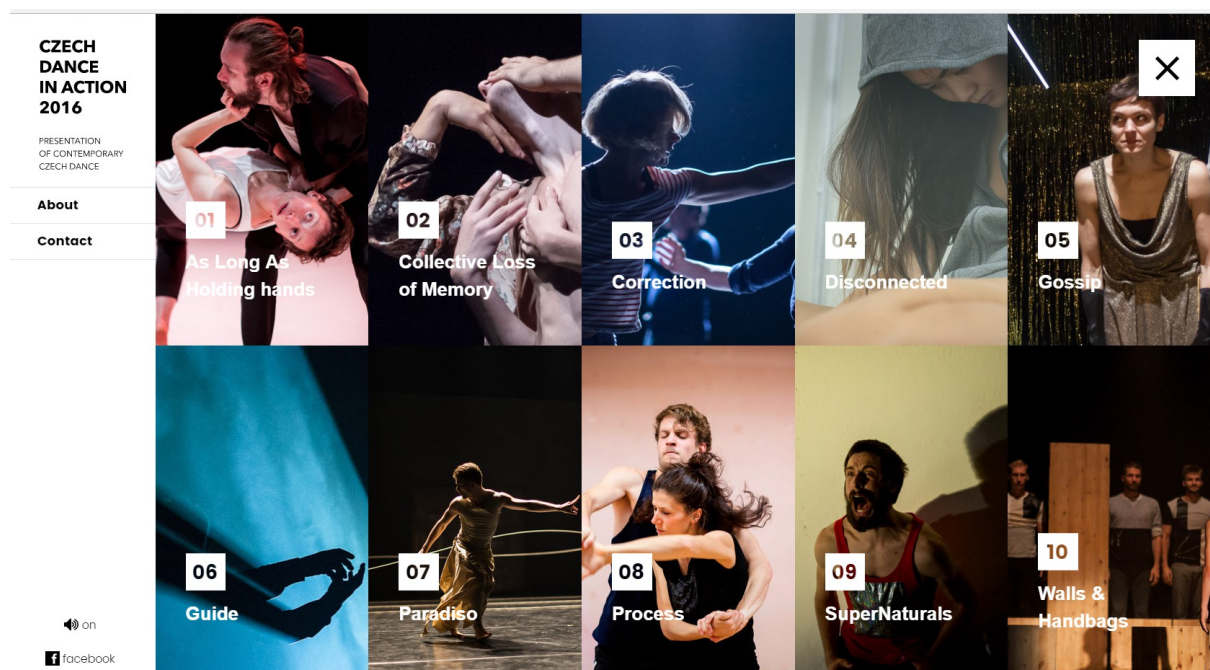 CZECH
DANCE
IN ACTION
2016
PRESENTATION
OF CONTEMPORARY
CZECH DANCE
About
Contact
on
facebook
01
As Long As
Holding hands
02
Collective Loss
of Memory
03
Correction
04
Disconnected
05
Gossip
06
Guide
07
Paradiso
08
Process
09
SuperNaturals
10
Walls &
Handbags